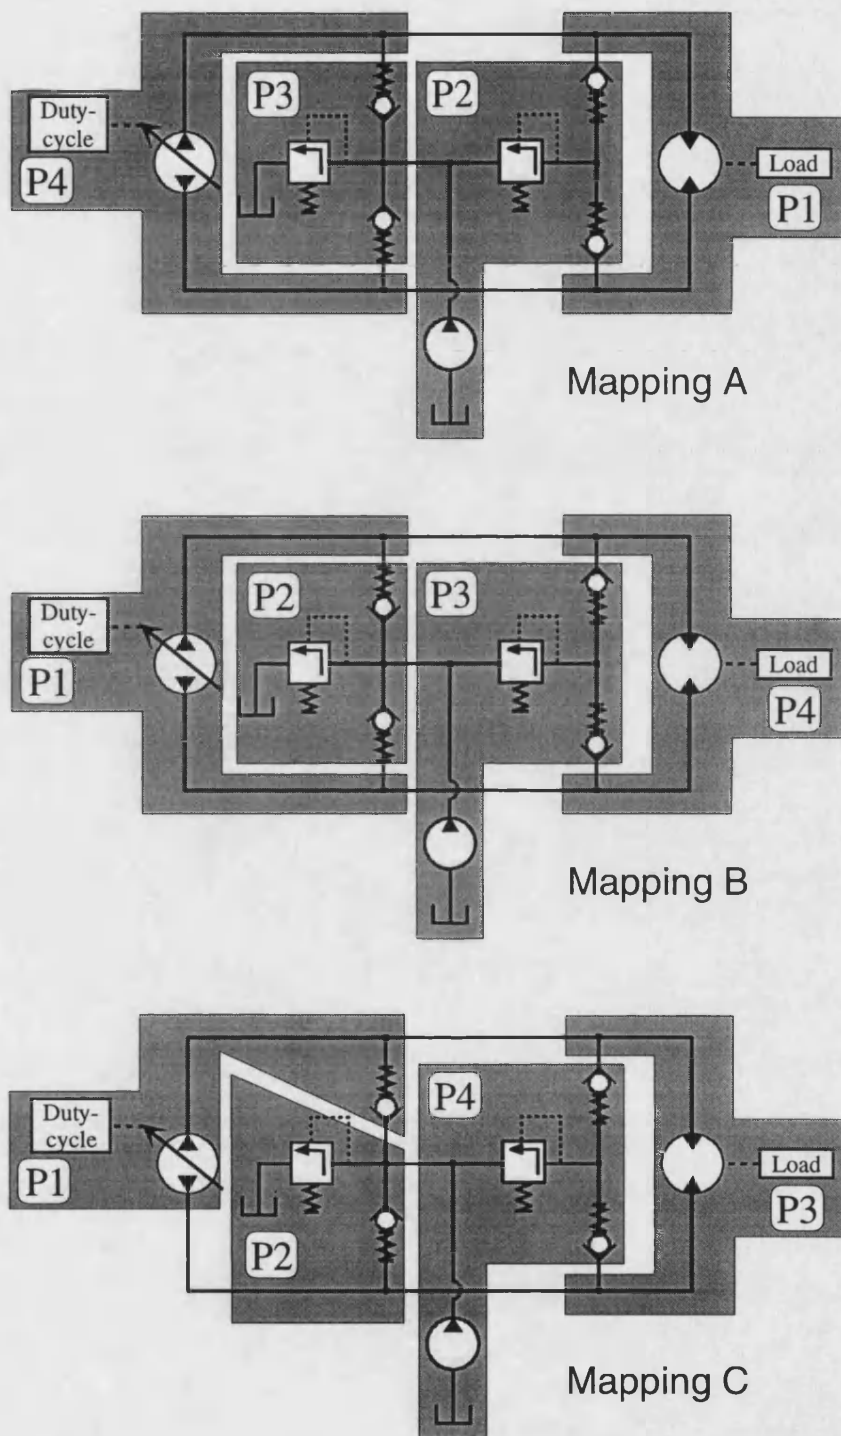 P3
P2
Duty-
cycle
P4
Load
P1
Mapping A
P2
P3
Duty-
cycle
P1
Load
P4
Mapping B
P4
Duty-
cycle
P1
Load
P3
P2
Mapping C